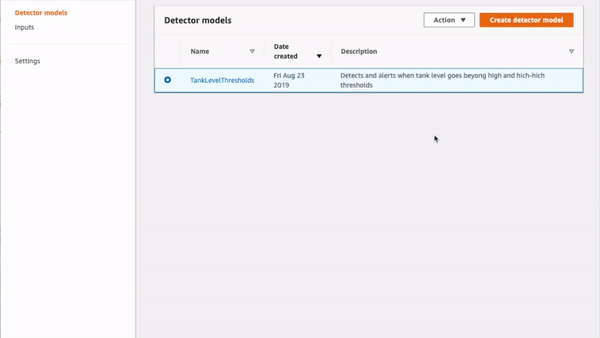 Detector models
Inputs
Settings
Detector models
Action
Create detector model
Name
Date
created
Description
TankLevelThresholds
Fri Aug 23
2019
Detects and alerts when tank level goes beyong high and hich-hich
thresholds